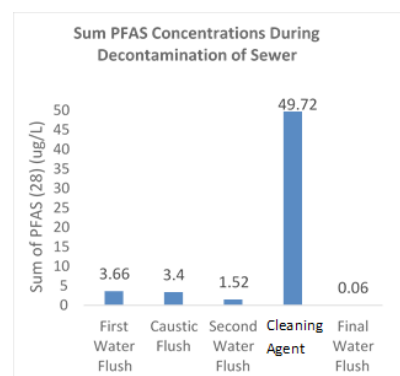 Sum PFAS Concentrations During
Decontamination of Sewer
Sum of PFAS (28) (ug/L)
50
45
40
35
30
25
20
15
10
5
0
3.66
3.4
1.52
49.72
0.06
First
Water
Flush
Caustic
Flush
Second
Water
Flush
Cleaning
Agent
Final
Water
Flush